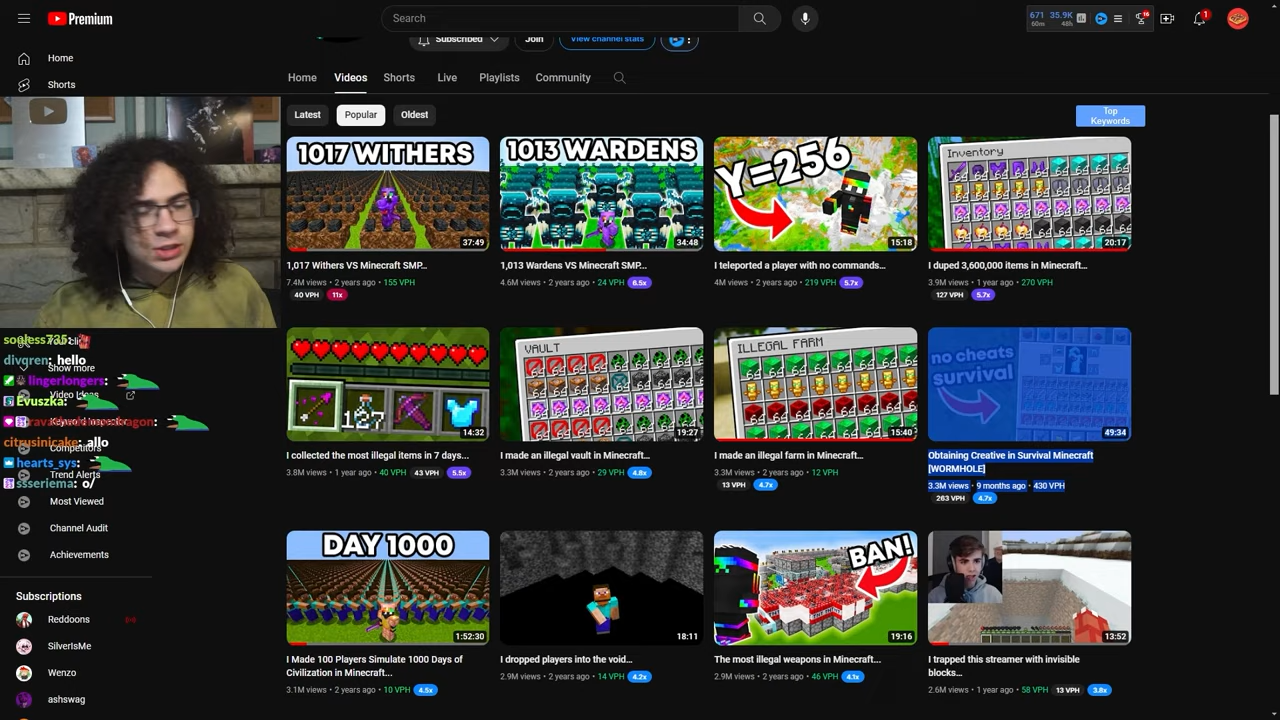 Premium
Search
671 35.9K
60m 48h
16
1
Home
Shorts
Subscribed
Join
View channel stats
Home Videos Shorts Live Playlists Community
Latest Popular Oldest
Top
Keywords
1017 WITHERS
37:49
1,017 Withers VS Minecraft SMP...
7.4M views • 2 years ago • 155 VPH
40 VPH 11x
1013 WARDENS
34:48
1,013 Wardens VS Minecraft SMP...
4.6M views • 2 years ago • 24 VPH 6.5x
Y=256
15:18
I teleported a player with no commands...
4M views • 2 years ago • 219 VPH 5.7x
Inventory
20:17
I duped 3,600,000 items in Minecraft...
3.9M views • 1 year ago • 270 VPH
127 VPH 5.7x
souless735:
divqren: hello
Show more
lingerlongers:
Evuszka:
citrusinicake: allo
Competitors
hearts_sys:
Trend Alerts
ssseriema: o/
Most Viewed
Channel Audit
Achievements
14:32
I collected the most illegal items in 7 days...
3.8M views • 1 year ago • 40 VPH 43 VPH 5.5x
VAULT
19:27
I made an illegal vault in Minecraft...
3.3M views • 2 years ago • 29 VPH 4.8x
ILLEGAL FARM
15:40
I made an illegal farm in Minecraft...
3.3M views • 2 years ago • 12 VPH
13 VPH 4.7x
no cheats
survival
49:34
Obtaining Creative in Survival Minecraft
[WORMHOLE]
3.3M views • 9 months ago • 430 VPH
263 VPH 4.7x
Subscriptions
Reddoons
SilverIsMe
Wenzo
ashswag
DAY 1000
1:52:30
I Made 100 Players Simulate 1000 Days of
Civilization in Minecraft...
3.1M views • 2 years ago • 10 VPH 4.5x
18:11
I dropped players into the void...
2.9M views • 2 years ago • 14 VPH 4.2x
BAN!
19:16
The most illegal weapons in Minecraft...
2.9M views • 2 years ago • 46 VPH 4.1x
13:52
I trapped this streamer with invisible
blocks...
2.6M views • 1 year ago • 58 VPH 13 VPH 3.8x